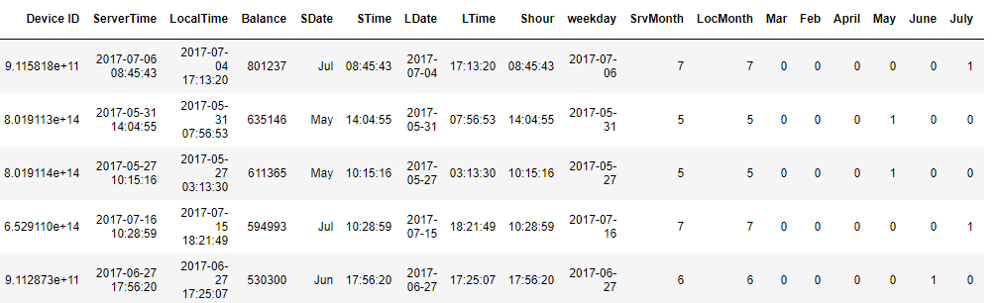 Device ID ServerTime LocalTime Balance SDate STime LDate LTime Shour weekday SrvMonth LocMonth Mar Feb April May June July
9.115818e+11 2017-07-06 08:45:43 2017-07-04 17:13:20 801237 Jul 08:45:43 2017-07-04 17:13:20 08:45:43 2017-07-06 7 7 0 0 0 0 0 1
8.019113e+14 2017-05-31 14:04:55 2017-05-31 07:56:53 635146 May 14:04:55 2017-05-31 07:56:53 14:04:55 2017-05-31 5 5 0 0 0 1 0 0
8.019114e+14 2017-05-27 10:15:16 2017-05-27 03:13:30 611365 May 10:15:16 2017-05-27 03:13:30 10:15:16 2017-05-27 5 5 0 0 0 1 0 0
6.529110e+14 2017-07-16 10:28:59 2017-07-15 18:21:49 594993 Jul 10:28:59 2017-07-15 18:21:49 10:28:59 2017-07-16 7 7 0 0 0 0 0 1
9.112873e+11 2017-06-27 17:56:20 2017-06-27 17:25:07 530300 Jun 17:56:20 2017-06-27 17:25:07 17:56:20 2017-06-27 6 6 0 0 0 0 1 0